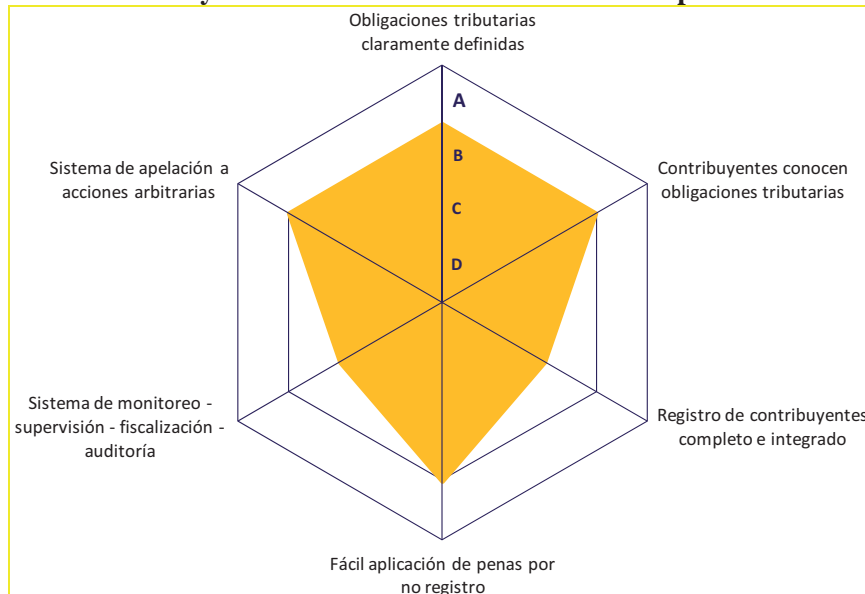 Obligaciones tributarias
claramente definidas
A
Sistema de apelación a
acciones arbitrarias
B
Contribuyentes conocen
obligaciones tributarias
C
D
Sistema de monitoreo -
supervisión - fiscalización -
auditoría
Registro de contribuyentes
completo e integrado
Fácil aplicación de penas por
no registro